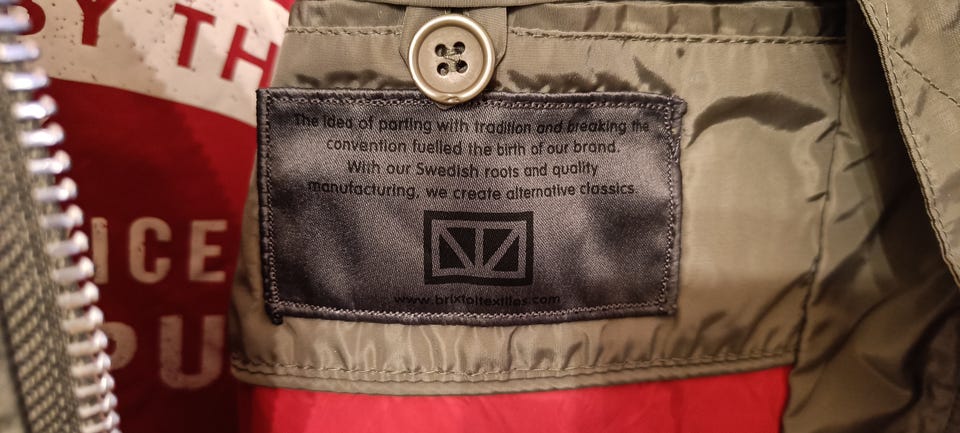 BY TH
ICE
PU
The idea of parting with tradition and breaking the
convention fuelled the birth of our brand.
With our Swedish roots and quality
manufacturing, we create alternative classics.
www.brixtoltextiles.com